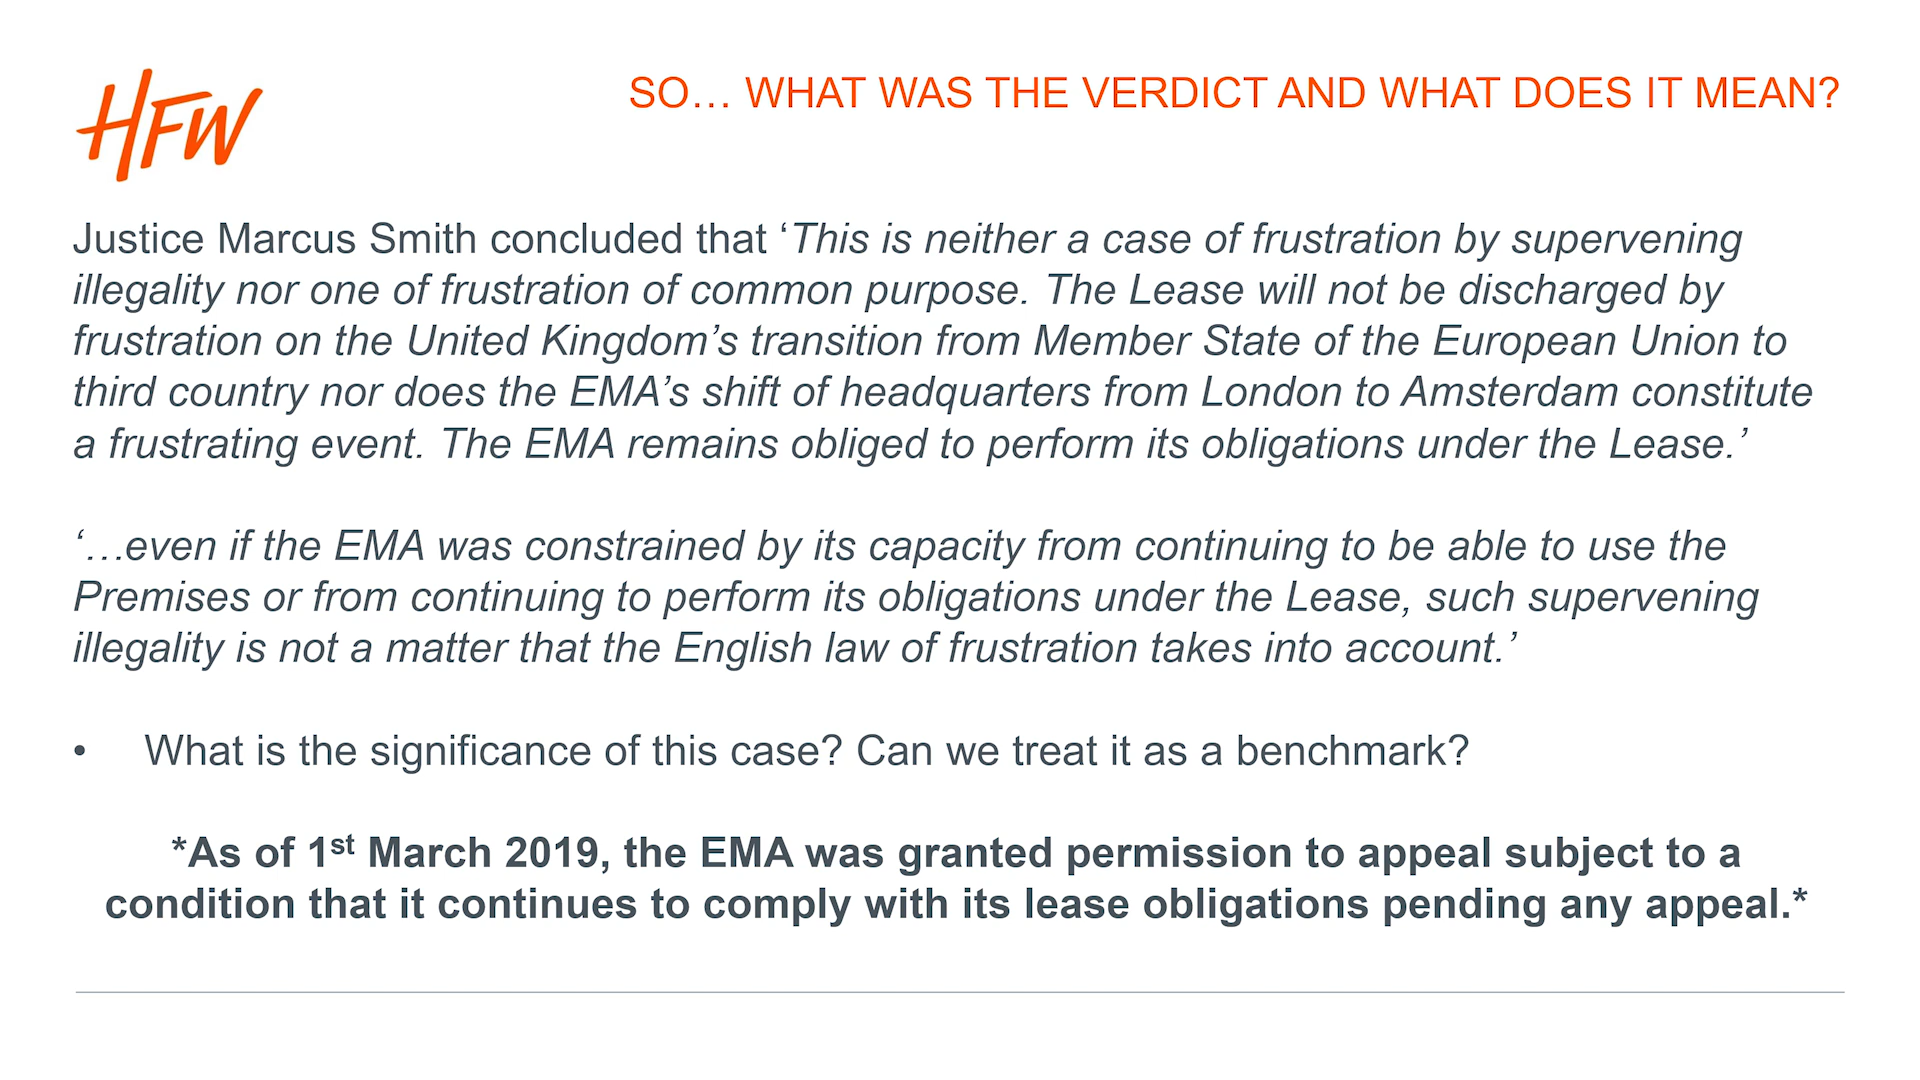 HFW
SO… WHAT WAS THE VERDICT AND WHAT DOES IT MEAN?
Justice Marcus Smith concluded that ‘This is neither a case of frustration by supervening
illegality nor one of frustration of common purpose. The Lease will not be discharged by
frustration on the United Kingdom’s transition from Member State of the European Union to
third country nor does the EMA’s shift of headquarters from London to Amsterdam constitute
a frustrating event. The EMA remains obliged to perform its obligations under the Lease.’
‘…even if the EMA was constrained by its capacity from continuing to be able to use the
Premises or from continuing to perform its obligations under the Lease, such supervening
illegality is not a matter that the English law of frustration takes into account.’
• What is the significance of this case? Can we treat it as a benchmark?
*As of 1st March 2019, the EMA was granted permission to appeal subject to a
condition that it continues to comply with its lease obligations pending any appeal.*